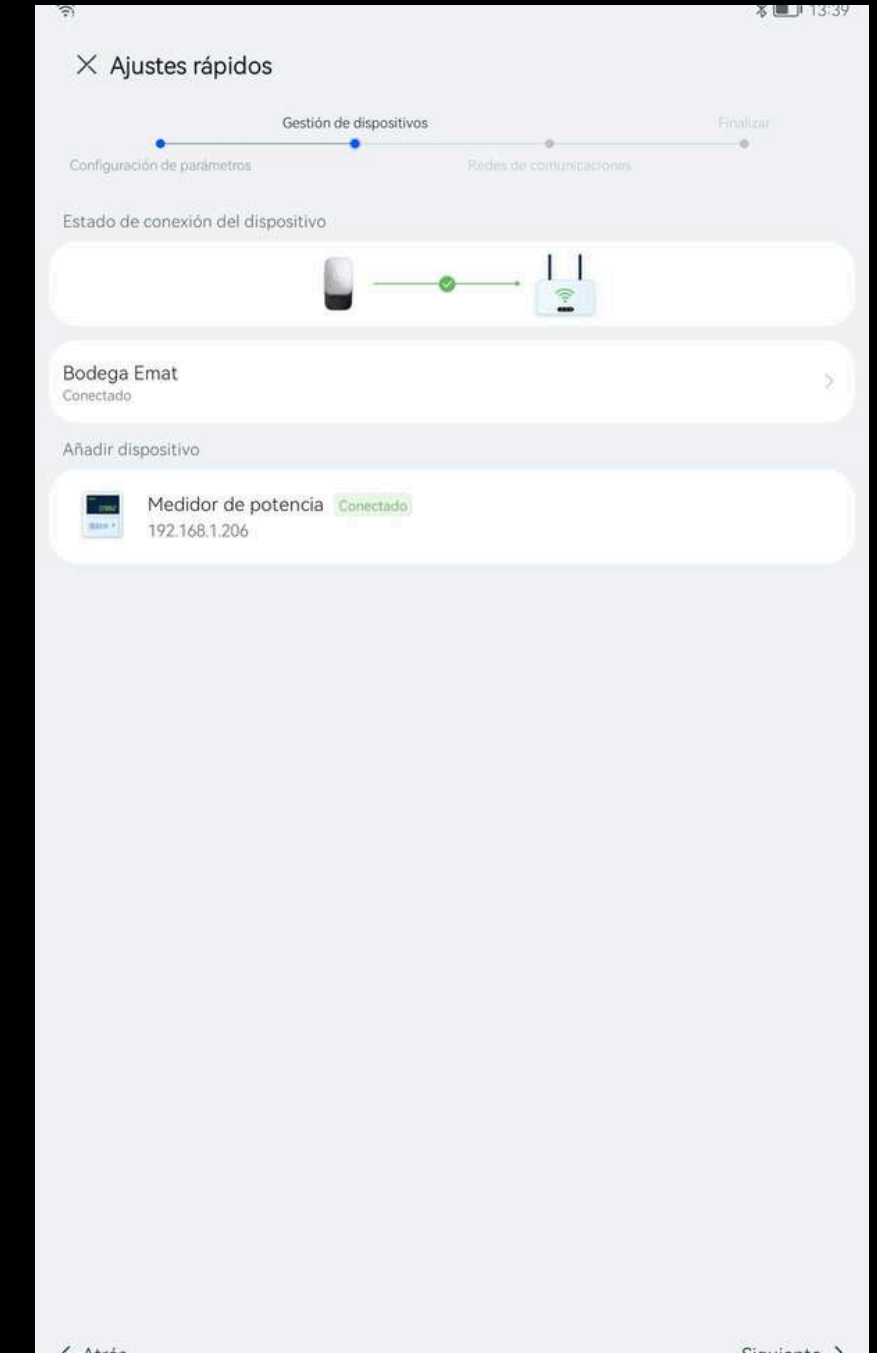 13:39
Ajustes rápidos
Gestión de dispositivos
Finalizar
Configuración de parámetros
Redes de comunicaciones
Estado de conexión del dispositivo
Bodega Emat
Conectado
Añadir dispositivo
Medidor de potencia Conectado
192.168.1.206
Atrás
Siguiente